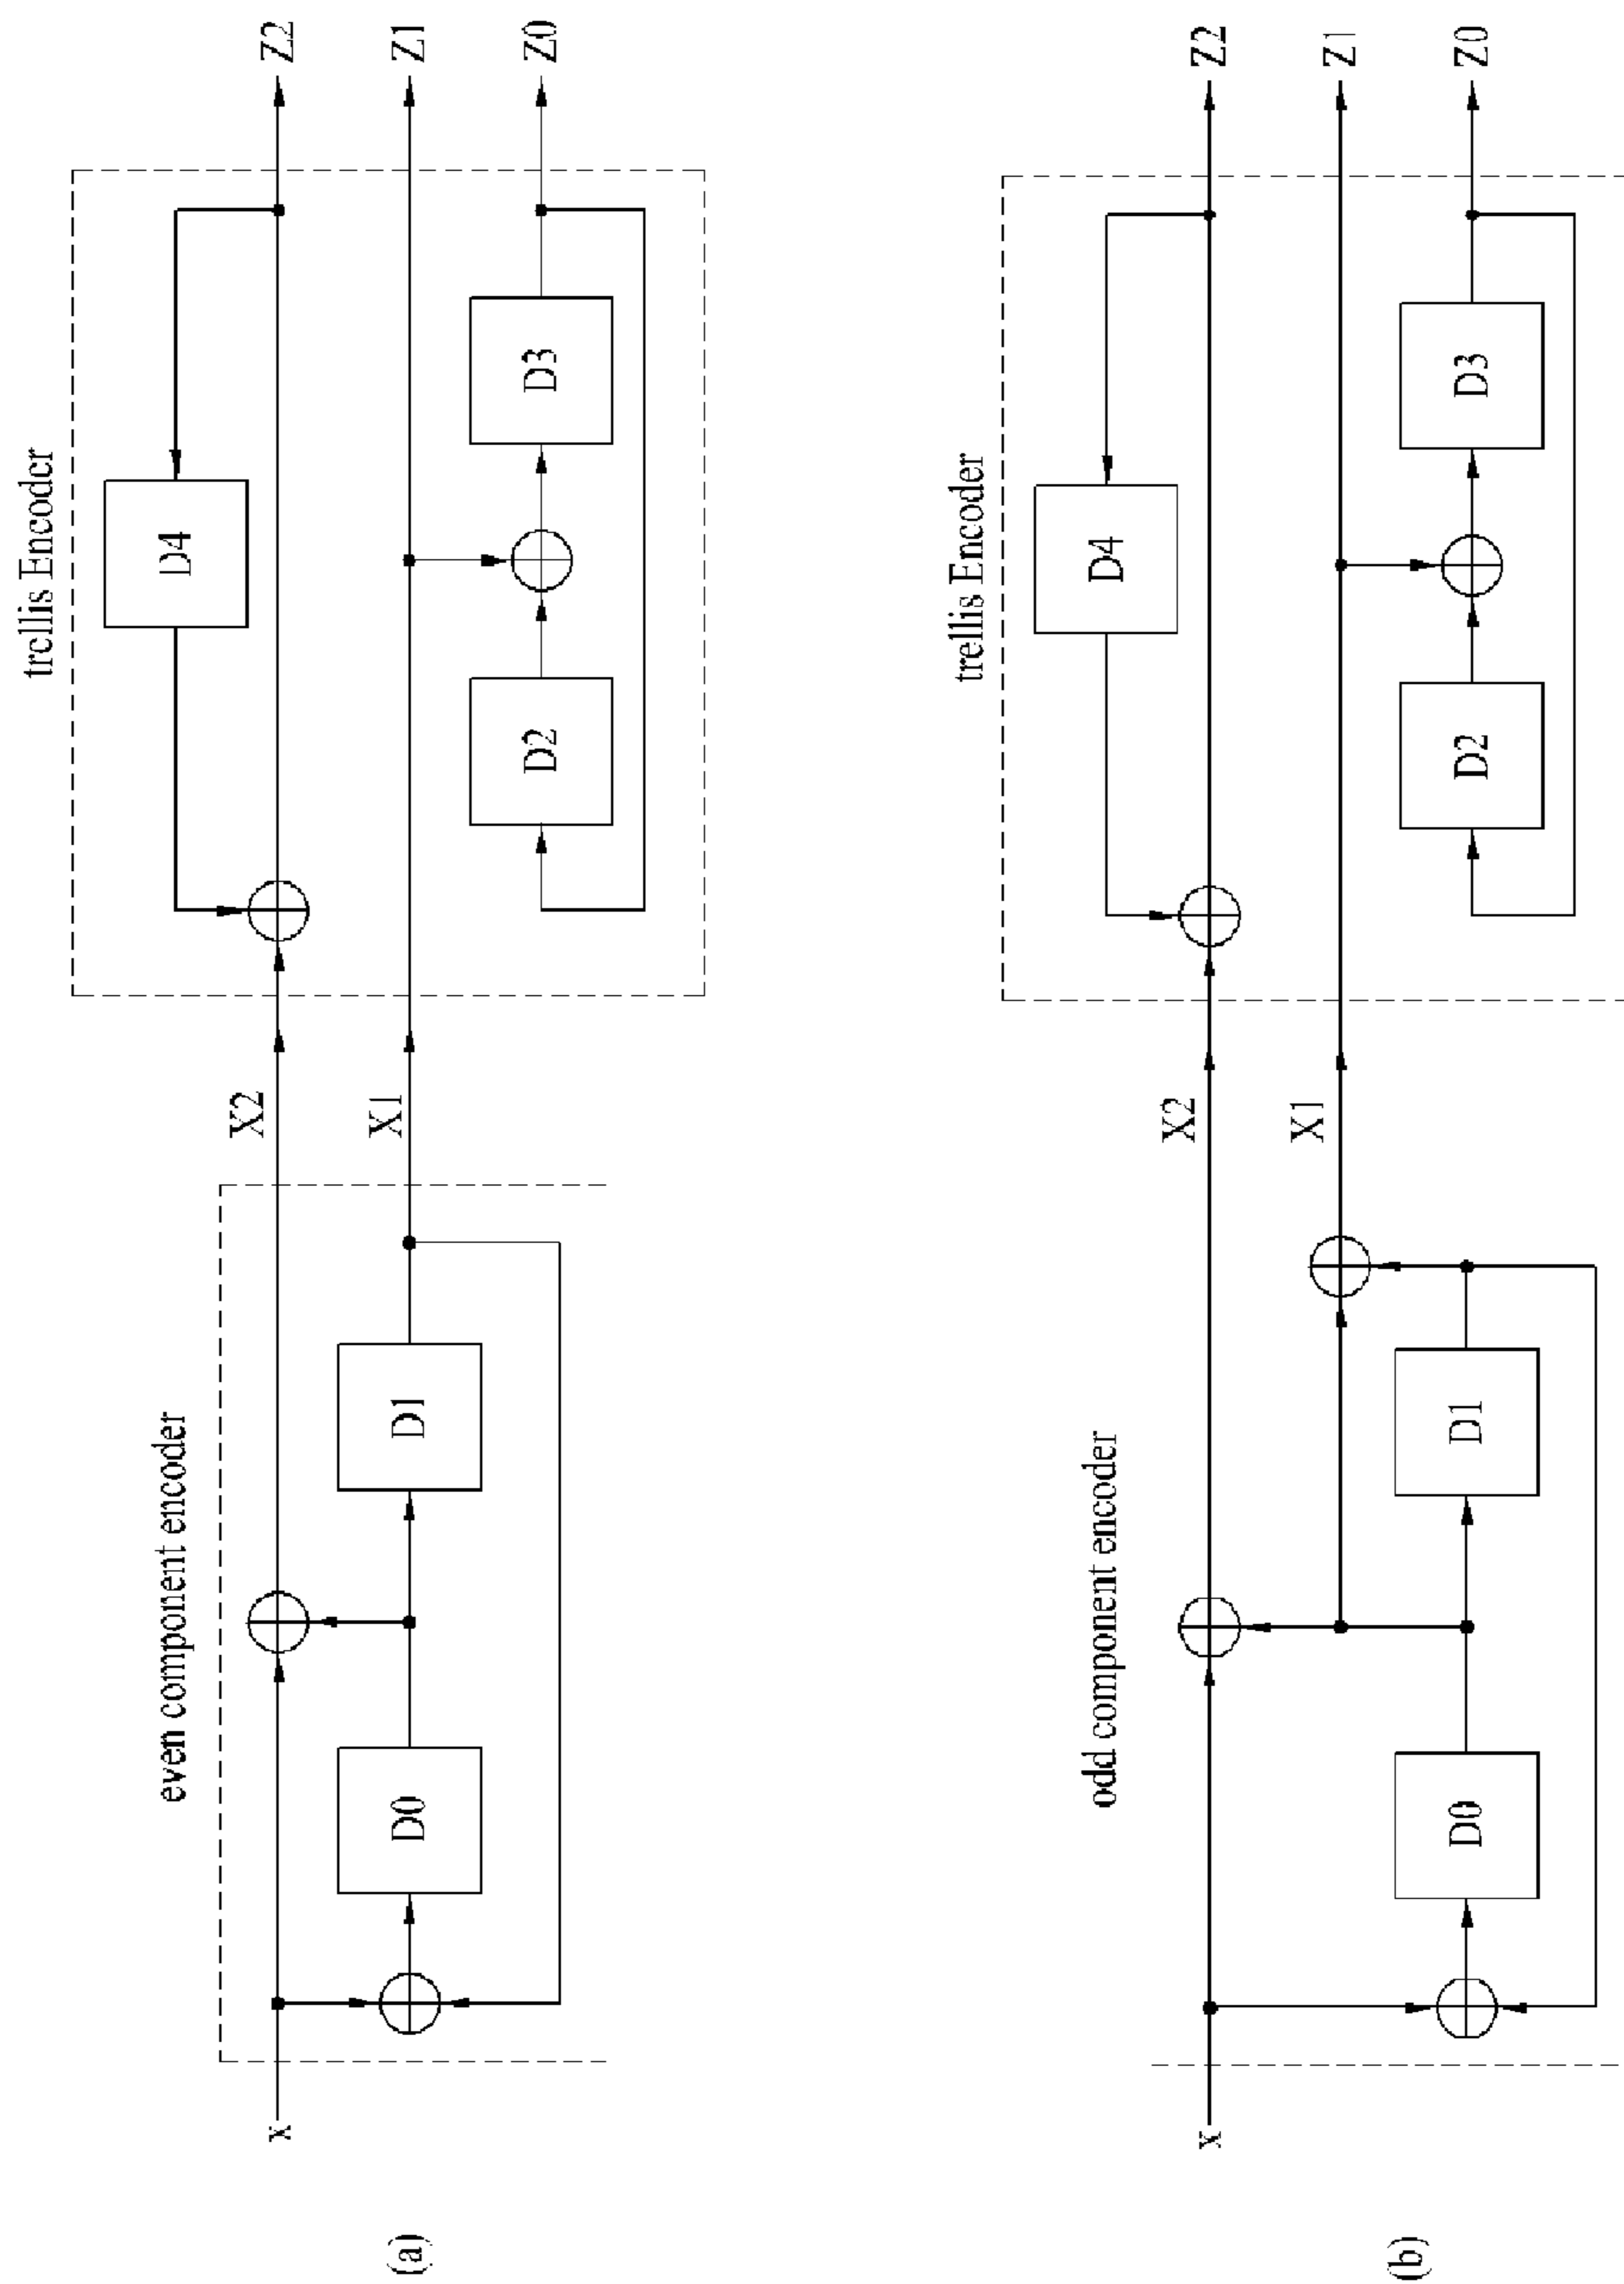 (a)
even component encoder
trellis Encoder
x
D0
D1
X2
X1
D4
D2
D3
Z2
Z1
Z0
(b)
odd component encoder
trellis Encoder
x
D0
D1
X2
X1
D4
D2
D3
Z2
Z1
Z0